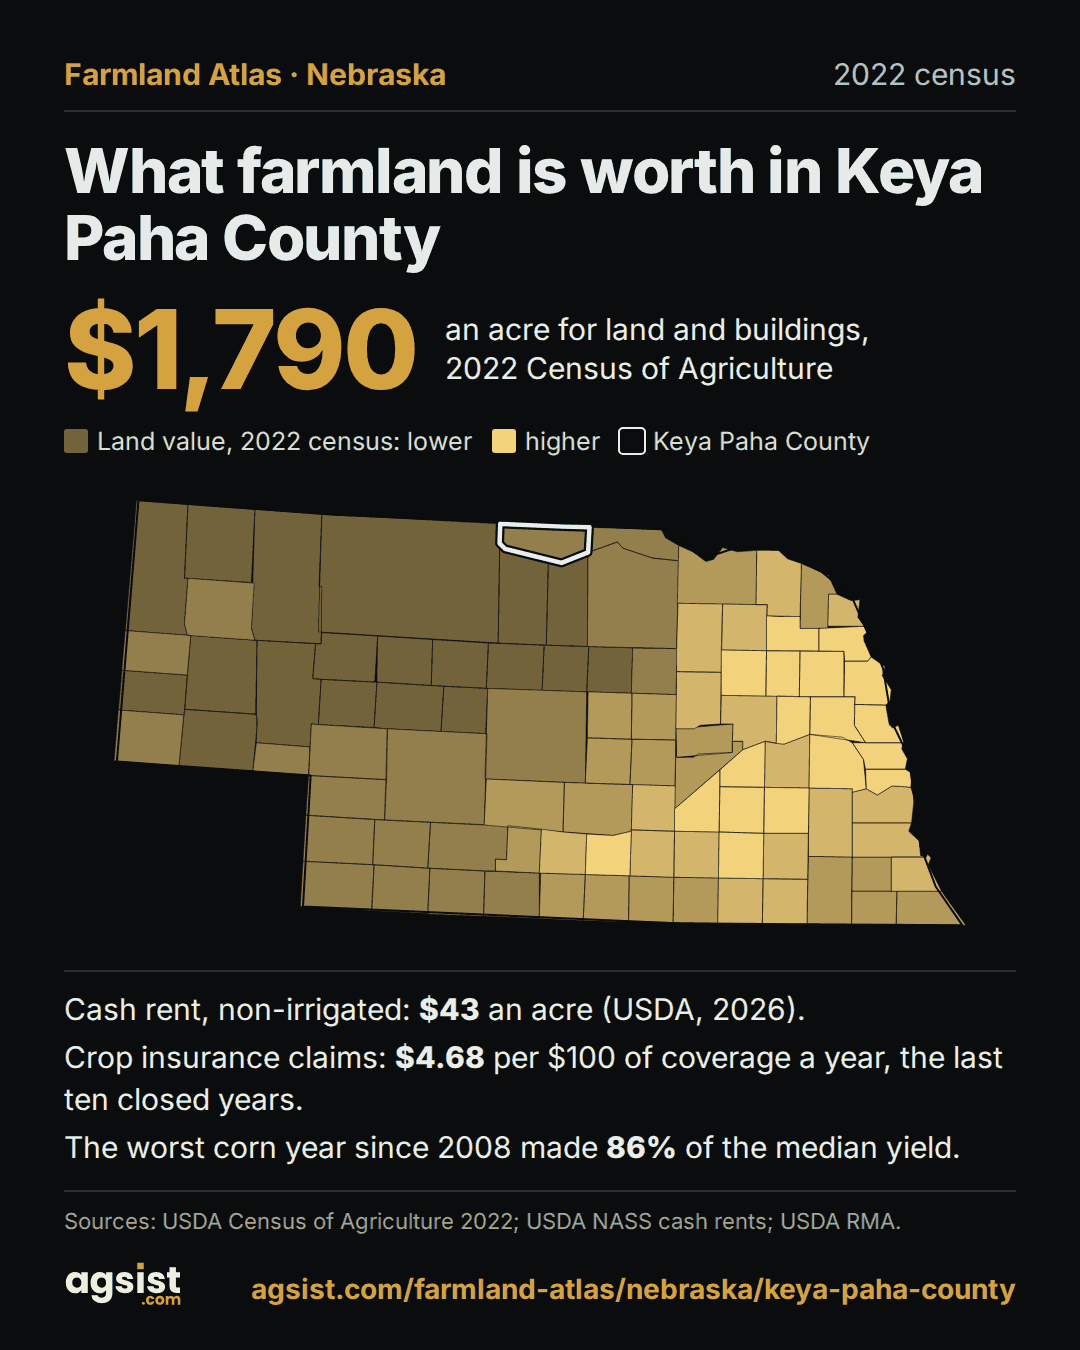 Farmland Atlas · Nebraska
2022 census
What farmland is worth in Keya
Paha County
$1,790
an acre for land and buildings,
2022 Census of Agriculture
Land value, 2022 census: lower
higher
Keya Paha County
Cash rent, non-irrigated: $43 an acre (USDA, 2026).
Crop insurance claims: $4.68 per $100 of coverage a year, the last
ten closed years.
The worst corn year since 2008 made 86% of the median yield.
Sources: USDA Census of Agriculture 2022; USDA NASS cash rents; USDA RMA.
agsist
.com
agsist.com/farmland-atlas/nebraska/keya-paha-county